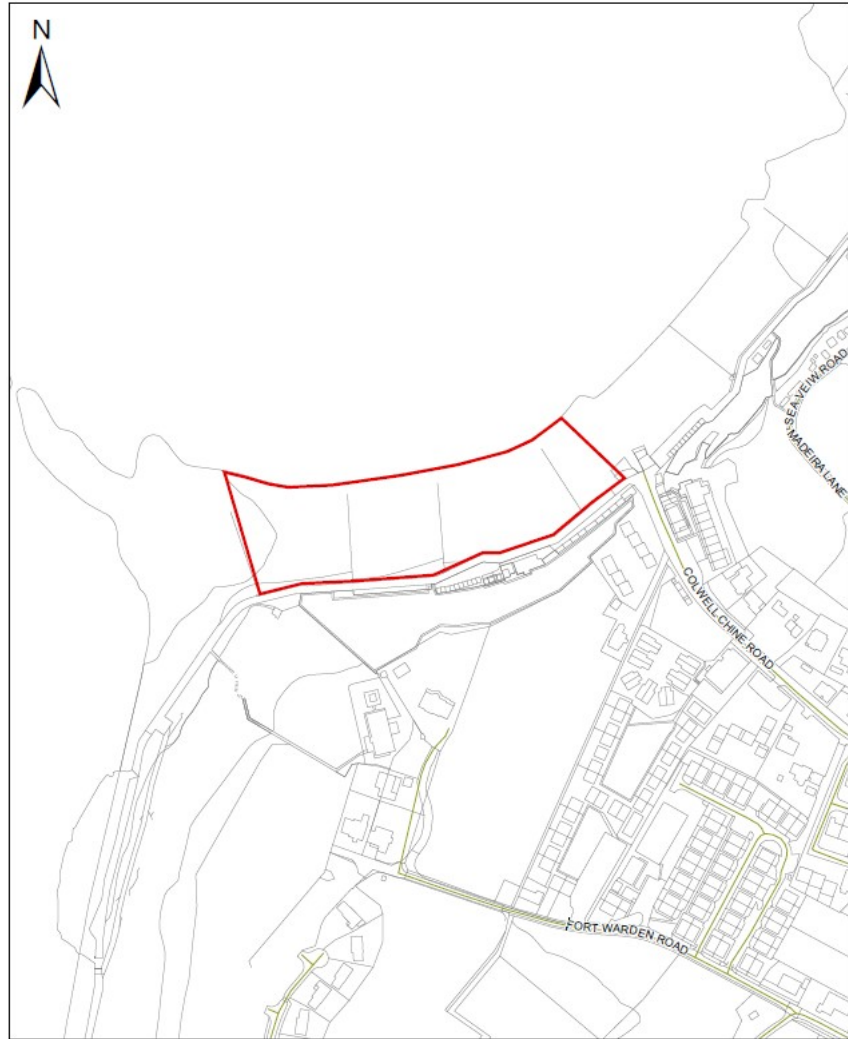 N
SEA VEIW ROAD
MADEIRA LANE
COLWELL CHINE ROAD
FORT WARDEN ROAD